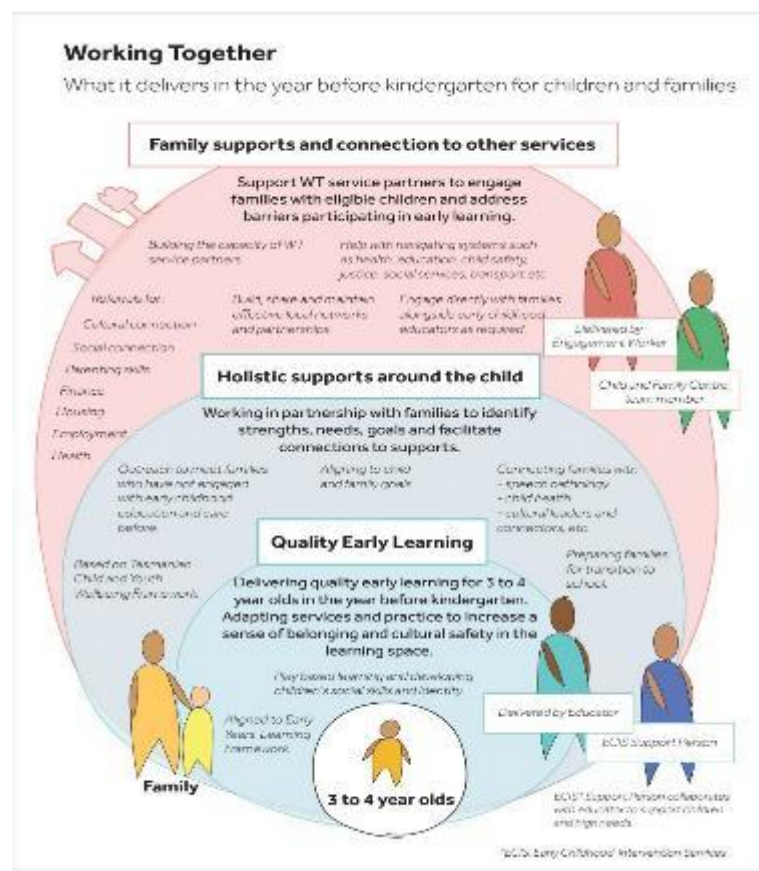 Working Together
What it delivers in the year before kindergarten for children and families
Family supports and connection to other services
Support WT service partners to engage
families with eligible children and address
barriers participating in early learning.
Building the capacity of WT
service partners
Help with navigating systems such
as health, education, child safety,
justice, social services, transport etc.
Referrals for:
Cultural connection
Social connection
Parenting skills
Finance
Housing
Employment
Health
Build, share and maintain
effective local networks
and partnerships
Engage directly with families
alongside early childhood
educators as required
Delivered by
Engagement Worker
Child and Family Centre
team member
Holistic supports around the child
Working in partnership with families to identify
strengths, needs, goals and facilitate
connections to supports.
Outreach to meet families
who have not engaged
with early childhood
education and care
before.
Aligning to child
and family goals
Connecting families with:
- speech pathology
- child health
- cultural leaders and
connectors, etc.
Based on Tasmanian
Child and Youth
Wellbeing Framework.
Preparing families
for transition to
school.
Quality Early Learning
Delivering quality early learning for 3 to 4
year olds in the year before kindergarten.
Adapting services and practice to increase a
sense of belonging and cultural safety in the
learning space.
Play based learning and developing
children's social skills and identity
Aligned to Early
Years Learning
Framework
Delivered by Educator
ECIS Support Person
Family
3 to 4 year olds
ECIS* Support Person collaborates
with educator to support children
and high needs
*ECIS: Early Childhood Intervention Services.